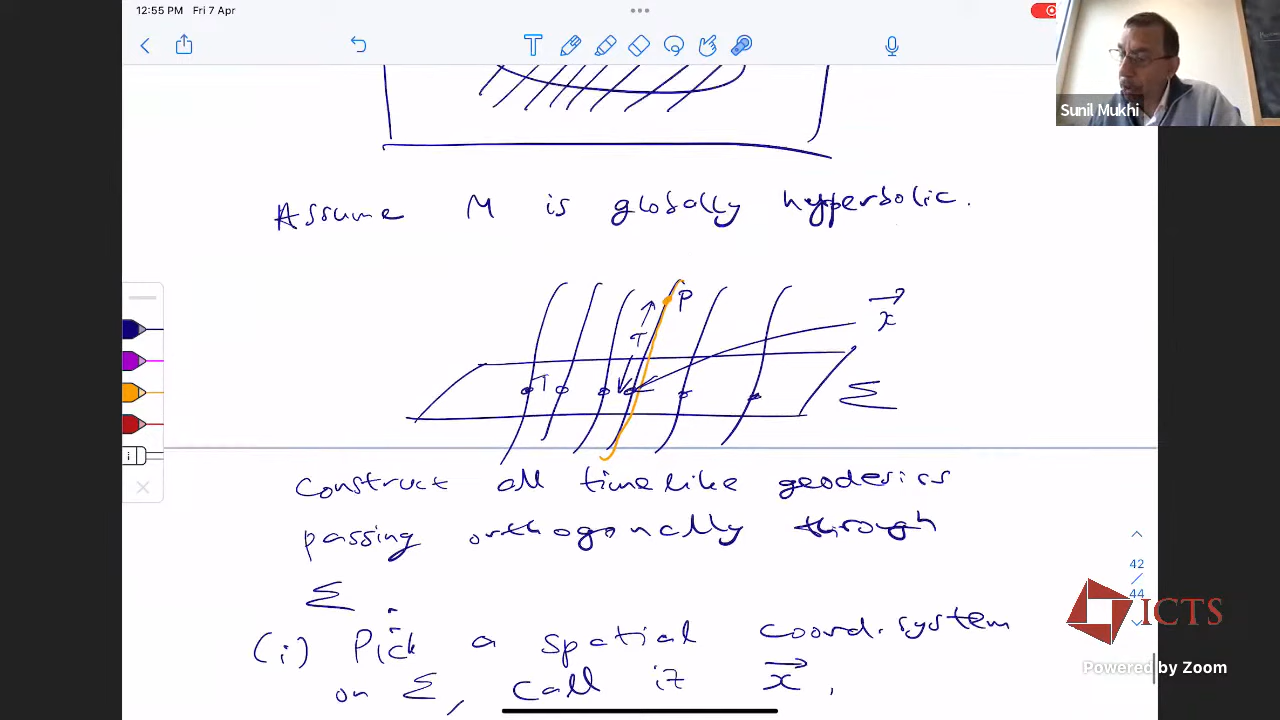 12:55 PM Fri 7 Apr
Sunil Mukhi
Assume M is globally hyperbolic.
P
T
x
Σ
Construct all timelike geodesics
passing orthogonally through
Σ.
(i) Pick a spatial coord. system
on Σ, call it x⃗,
42
/
44
ICTS
Powered by Zoom